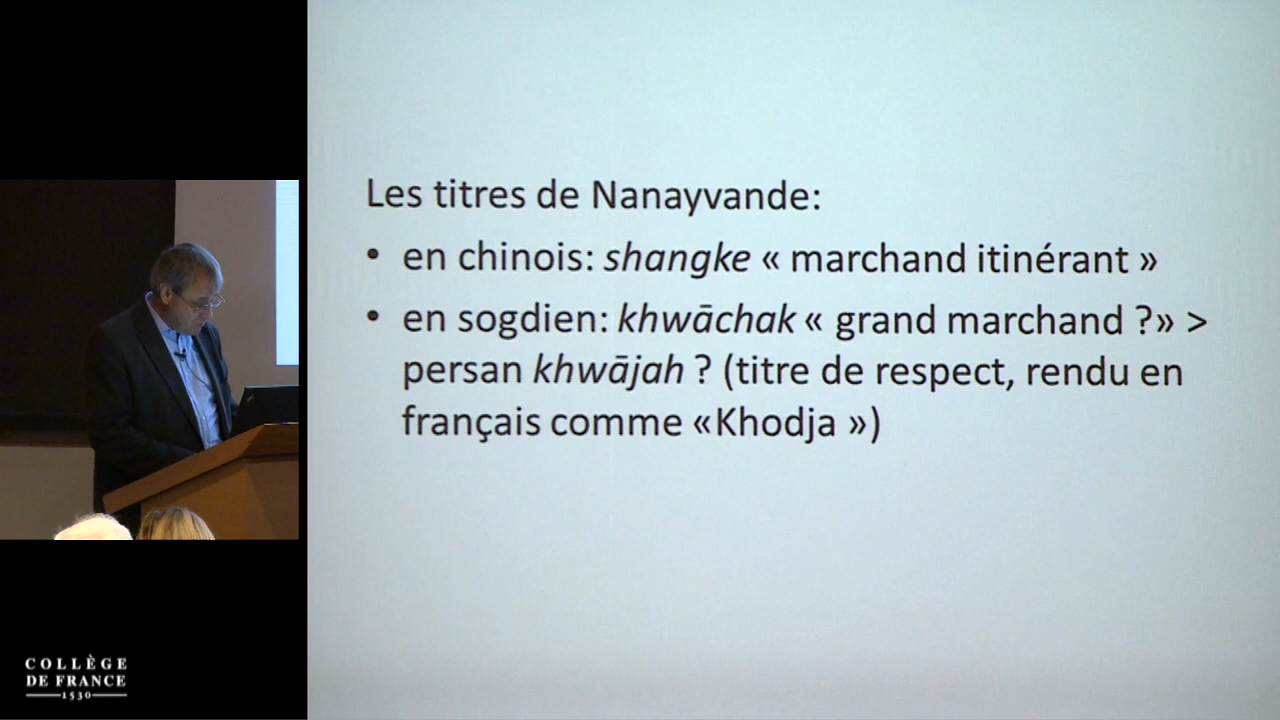 Les titres de Nanayvande:
• en chinois: shangke « marchand itinérant »
• en sogdien: khwāchak « grand marchand ?» >
persan khwājah ? (titre de respect, rendu en
français comme «Khodja »)
COLLÈGE
DE FRANCE
1530